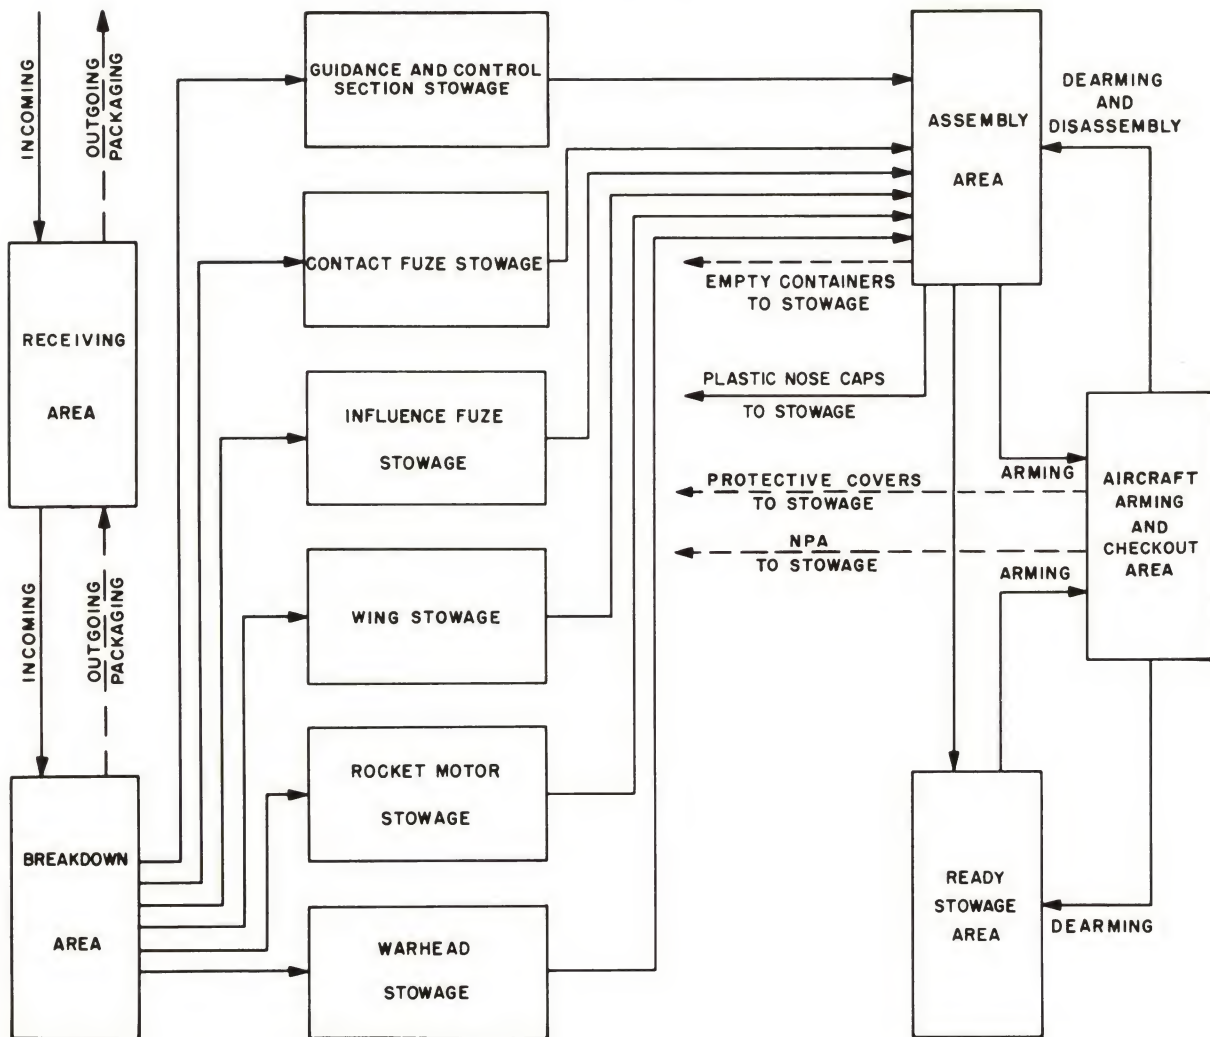 INCOMING
OUTGOING
PACKAGING
RECEIVING
AREA
INCOMING
OUTGOING
PACKAGING
BREAKDOWN
AREA
GUIDANCE AND CONTROL
SECTION STOWAGE
CONTACT FUZE STOWAGE
INFLUENCE FUZE
STOWAGE
WING STOWAGE
ROCKET MOTOR
STOWAGE
WARHEAD
STOWAGE
ASSEMBLY
AREA
DEARMING
AND
DISASSEMBLY
EMPTY CONTAINERS
TO STOWAGE
PLASTIC NOSE CAPS
TO STOWAGE
PROTECTIVE COVERS
TO STOWAGE
NPA
TO STOWAGE
ARMING
ARMING
AIRCRAFT
ARMING
AND
CHECKOUT
AREA
READY
STOWAGE
AREA
DEARMING